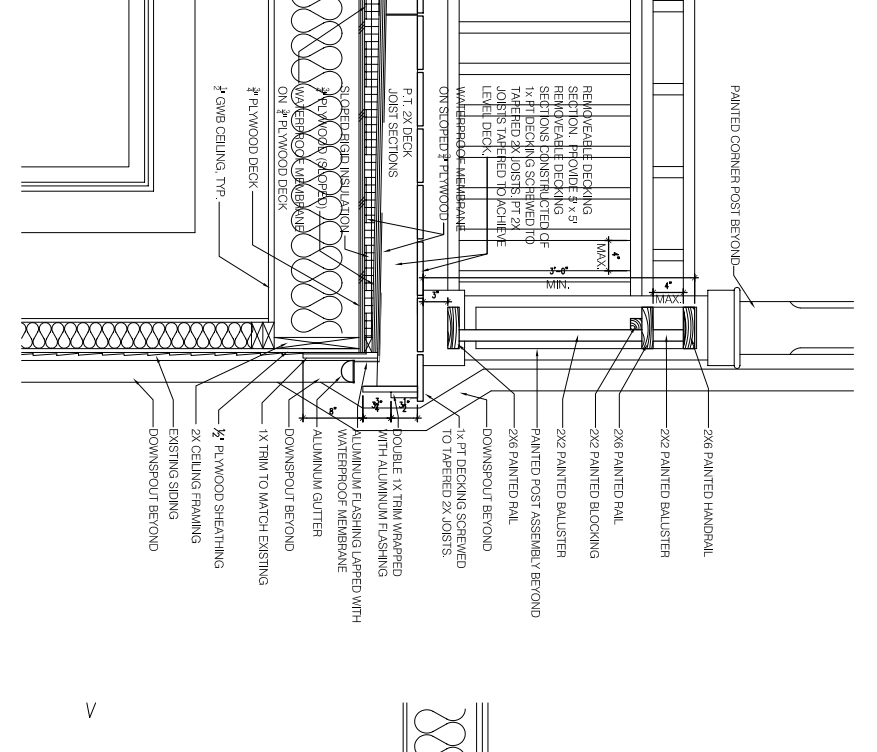 PAINTED CORNER POST BEYOND
REMOVEABLE DECKING
SECTION. PROVIDE 5' x 5'
REMOVEABLE DECKING
SECTIONS CONSTRUCTED OF
1x PT DECKING SCREWED TO
TAPERED 2X JOISTS. PT 2X
JOISTS TAPERED TO ACHIEVE
LEVEL DECK.
WATERPROOF MEMBRANE
ON SLOPED 3/4" PLYWOOD
P.T. 2X DECK
JOIST SECTIONS
SLOPED RIGID INSULATION
3/4" PLYWOOD (SLOPED)
WATERPROOF MEMBRANE
ON 3/4" PLYWOOD DECK
3/4" PLYWOOD DECK
1/2" GWB CEILING, TYP.
4"
MAX.
4"
MAX.
3'-0"
MIN.
3"
8"
3 1/2"
2X6 PAINTED HANDRAIL
2X2 PAINTED BALUSTER
2X6 PAINTED RAIL
2X2 PAINTED BLOCKING
2X2 PAINTED BALUSTER
PAINTED POST ASSEMBLY BEYOND
2X6 PAINTED RAIL
DOWNSPOUT BEYOND
1x PT DECKING SCREWED
TO TAPERED 2X JOISTS.
DOUBLE 1X TRIM WRAPPED
WITH ALUMINUM FLASHING
ALUMINUM FLASHING LAPPED WITH
WATERPROOF MEMBRANE
ALUMINUM GUTTER
DOWNSPOUT BEYOND
1X TRIM TO MATCH EXISTING
1/2" PLYWOOD SHEATHING
2X CEILING FRAMING
EXISTING SIDING
DOWNSPOUT BEYOND